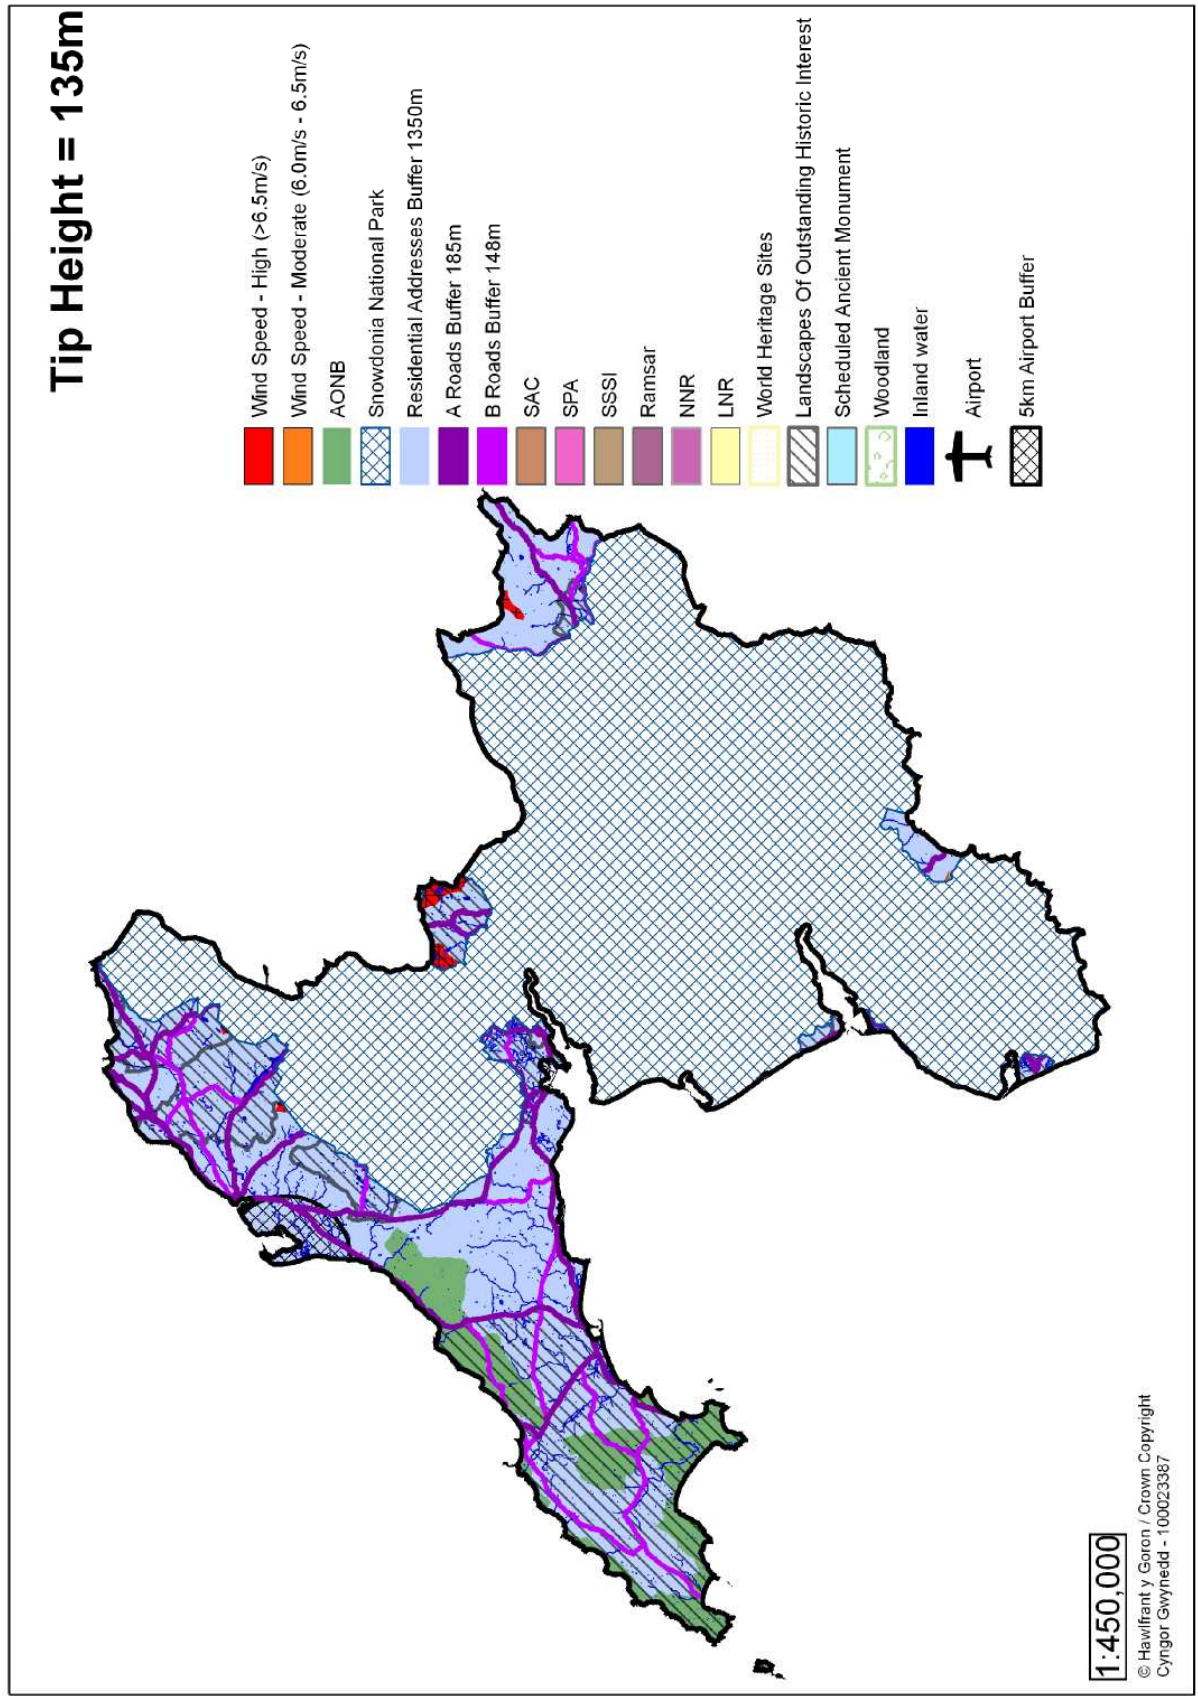 Tip Height = 135m
Wind Speed - High (>6.5m/s)
Wind Speed - Moderate (6.0m/s - 6.5m/s)
AONB
Snowdonia National Park
Residential Addresses Buffer 1350m
A Roads Buffer 185m
B Roads Buffer 148m
SAC
SPA
SSSI
Ramsar
NNR
LNR
World Heritage Sites
Landscapes Of Outstanding Historic Interest
Scheduled Ancient Monument
Woodland
Inland water
Airport
5km Airport Buffer
1:450,000
© Hawlfraint y Goron / Crown Copyright
Cyngor Gwynedd - 100023387